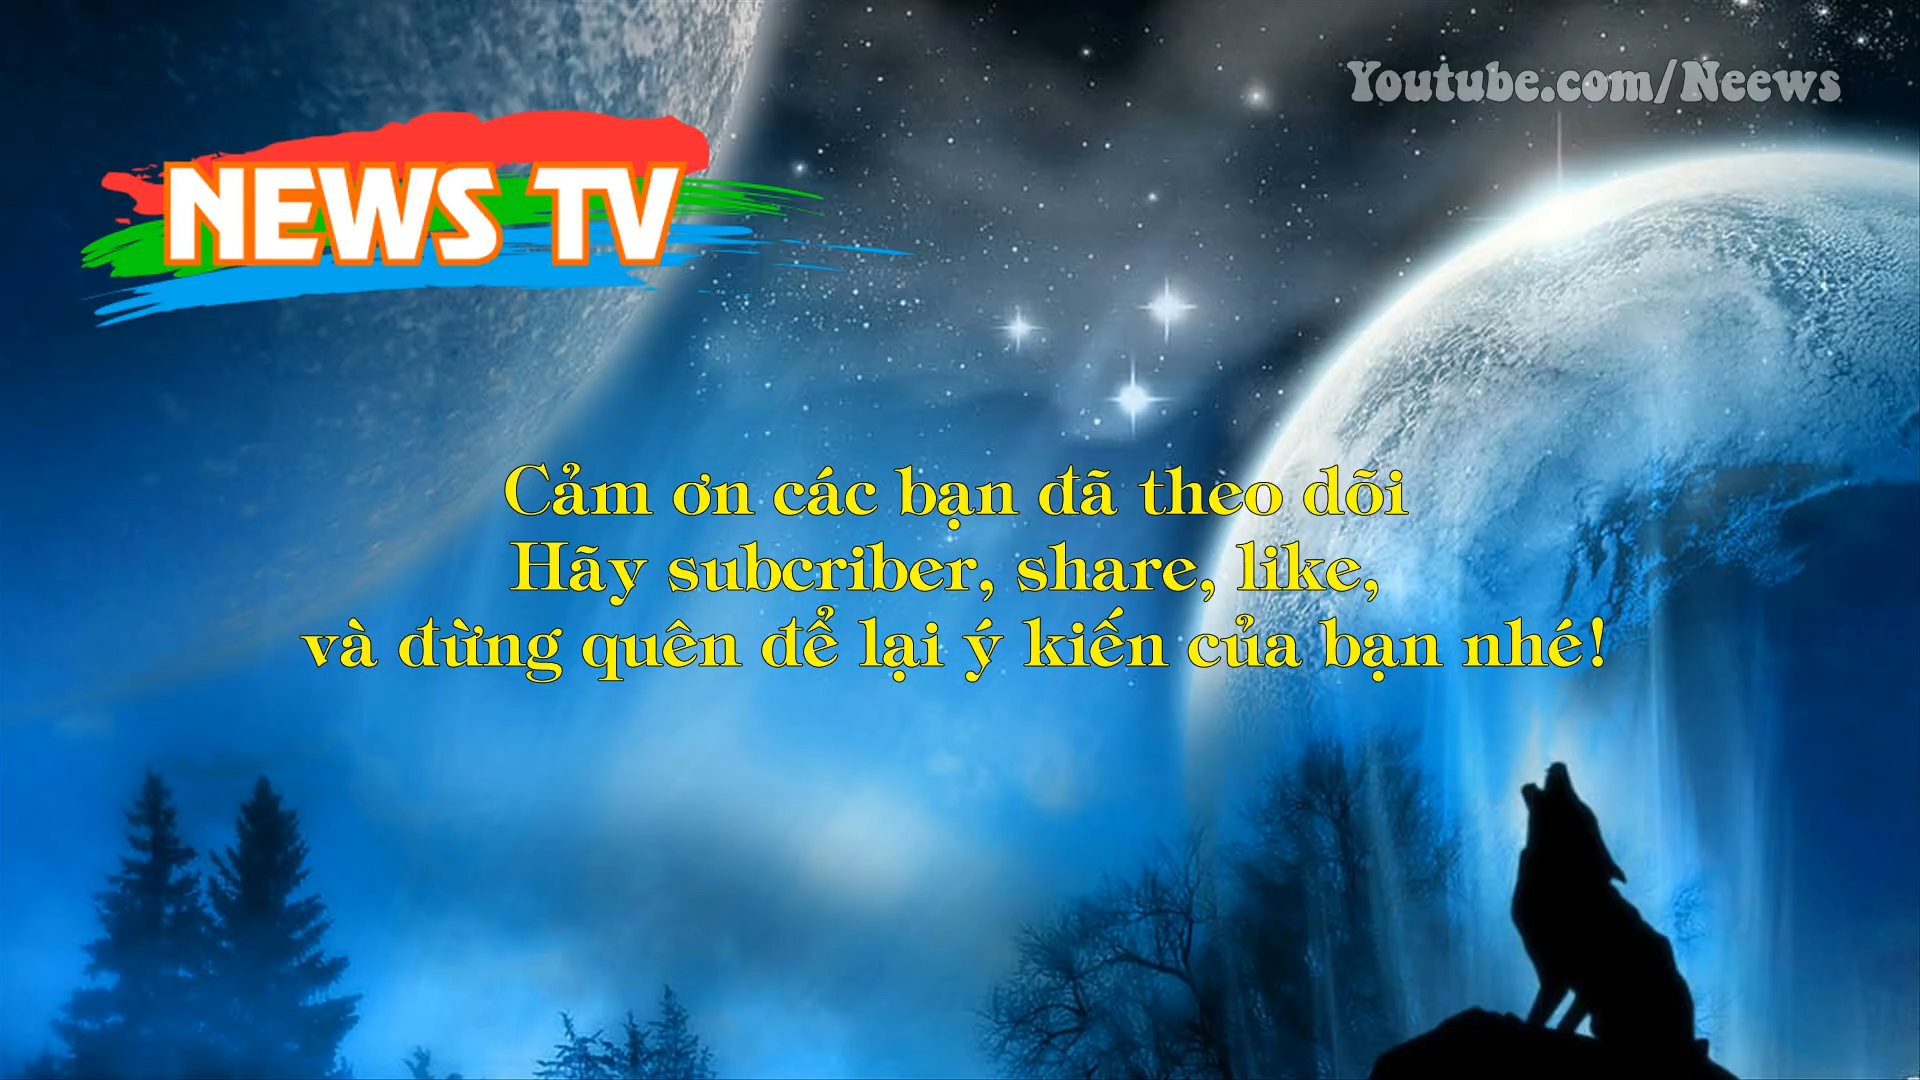 Youtube.com/Neews
NEWS TV
Cảm ơn các bạn đã theo dõi
Hãy subcriber, share, like,
và đừng quên để lại ý kiến của bạn nhé!